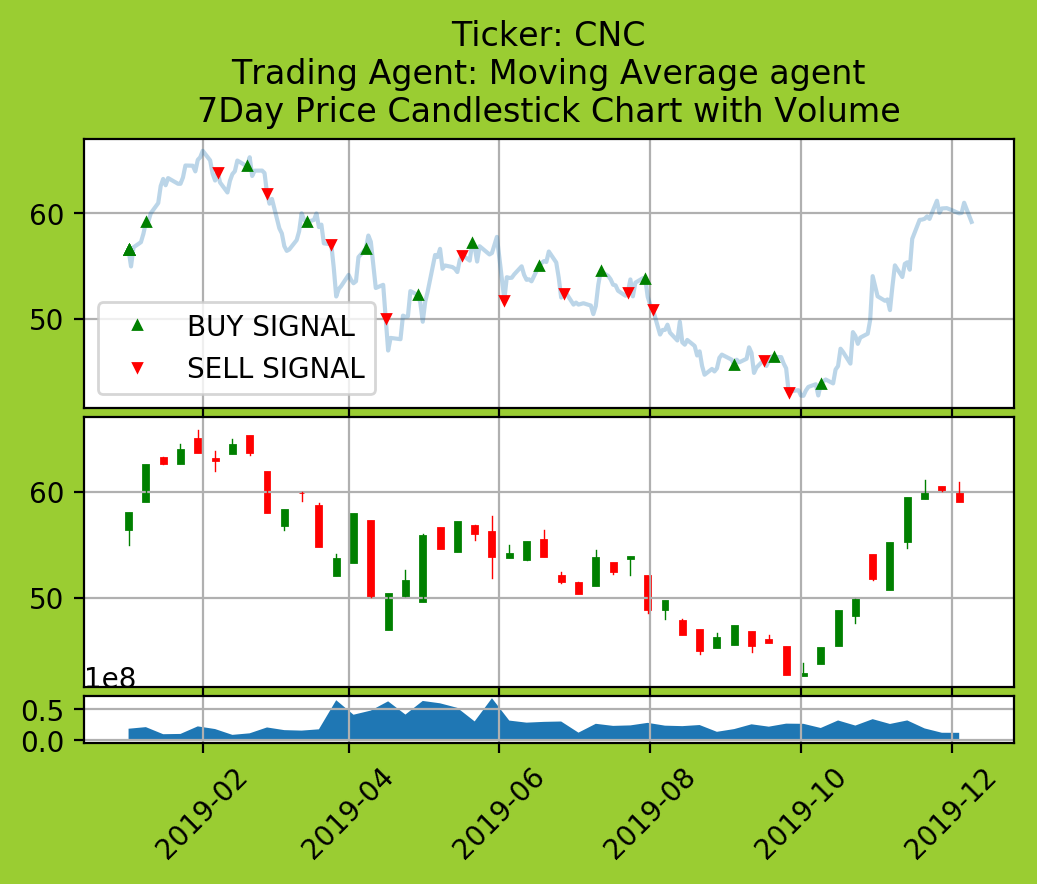 Ticker: CNC
Trading Agent: Moving Average agent
7Day Price Candlestick Chart with Volume
60
50
BUY SIGNAL
SELL SIGNAL
60
50
1e8
0.5
0.0
2019-02
2019-04
2019-06
2019-08
2019-10
2019-12